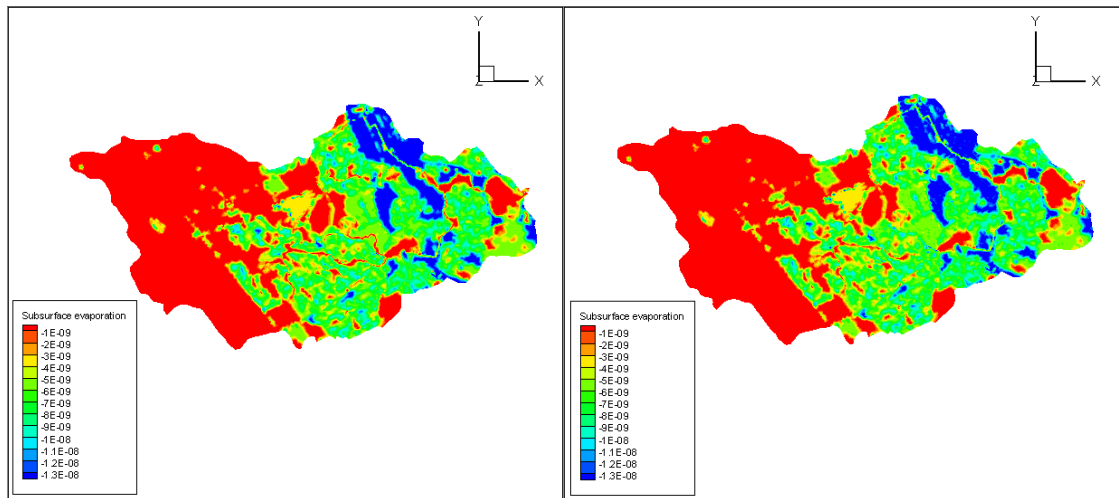 Y
Z
X
Subsurface evaporation
-1E-09
-2E-09
-3E-09
-4E-09
-5E-09
-6E-09
-7E-09
-8E-09
-9E-09
-1E-08
-1.1E-08
-1.2E-08
-1.3E-08
Y
Z
X
Subsurface evaporation
-1E-09
-2E-09
-3E-09
-4E-09
-5E-09
-6E-09
-7E-09
-8E-09
-9E-09
-1E-08
-1.1E-08
-1.2E-08
-1.3E-08